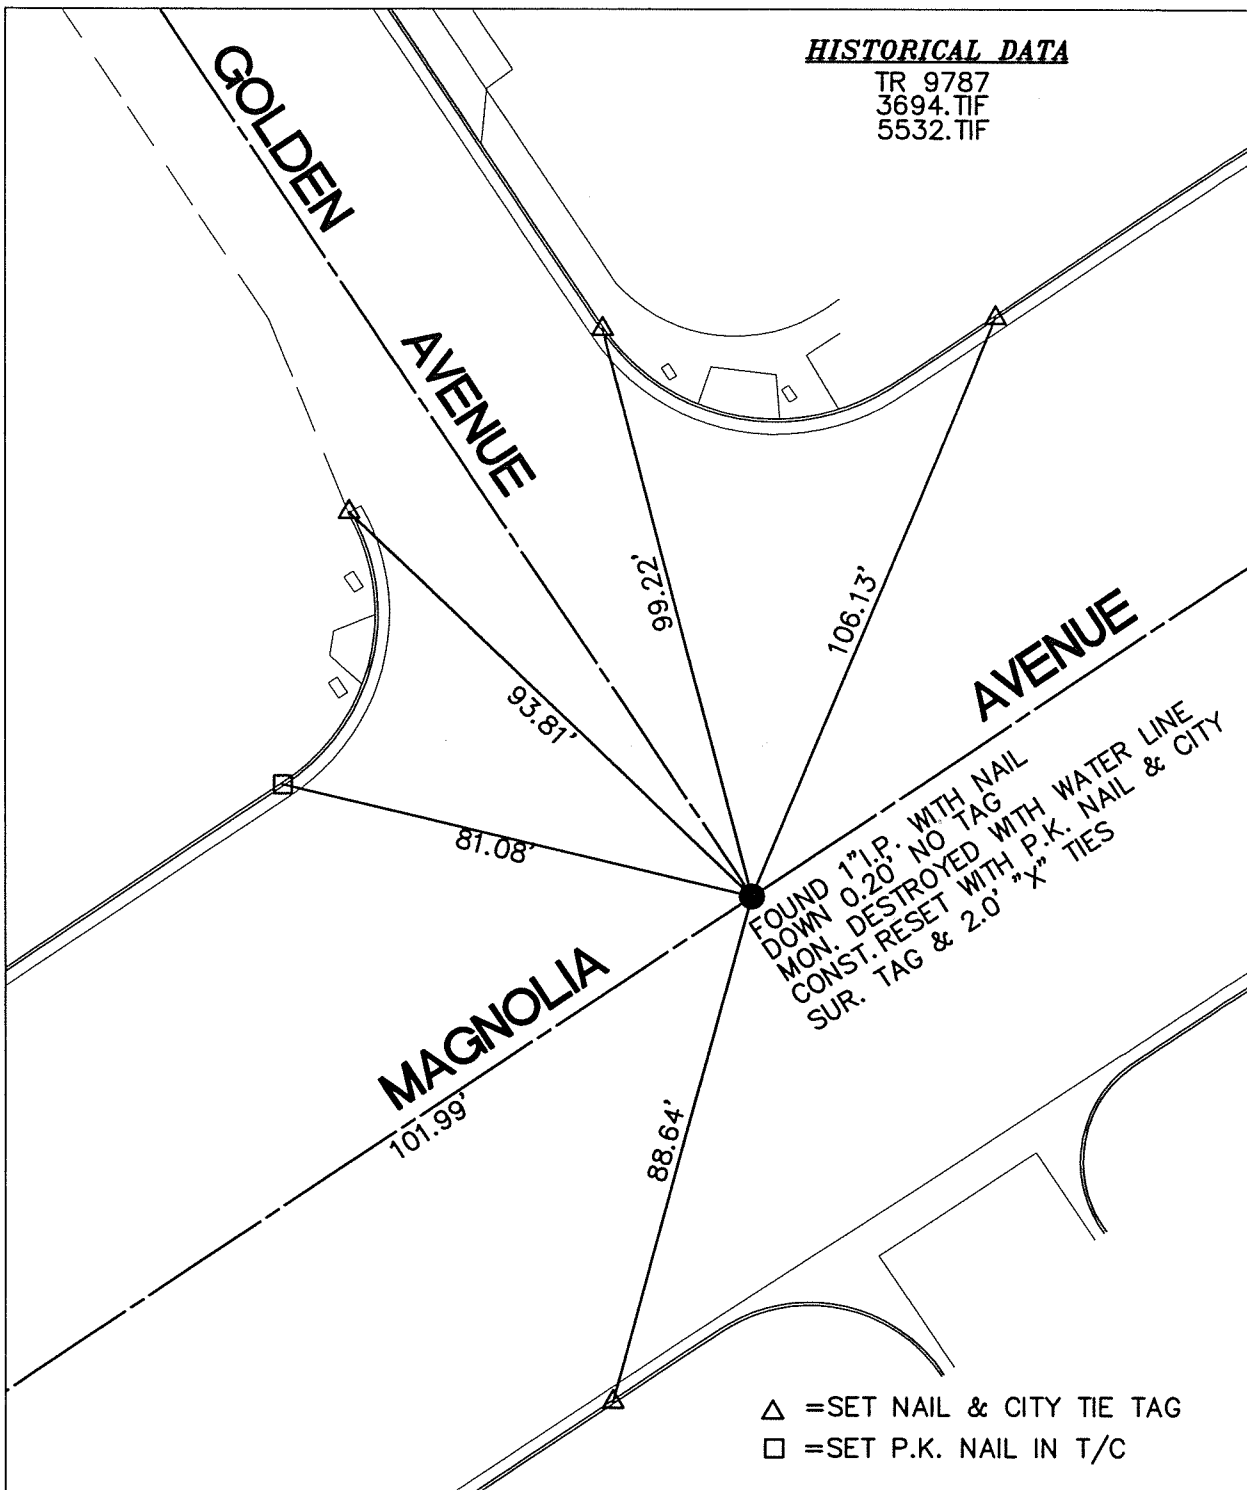 HISTORICAL DATA
TR 9787
3694.TIF
5532.TIF
GOLDEN
AVENUE
99.22'
106.13'
93.81'
81.08'
AVENUE
FOUND 1"I.P. WITH NAIL
DOWN 0.20' NO TAG
MON. DESTROYED WITH WATER LINE
CONST. RESET WITH P.K. NAIL & CITY
SUR. TAG & 2.0' "X" TIES
MAGNOLIA
101.99'
88.64'
△ =SET NAIL & CITY TIE TAG
□ =SET P.K. NAIL IN T/C